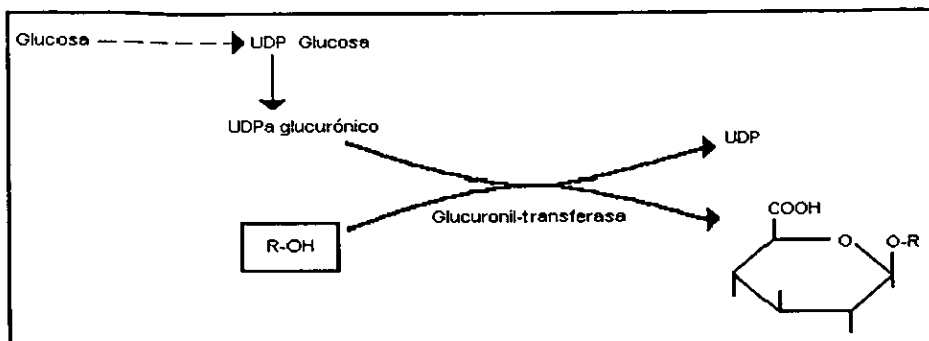 Glucosa
UDP Glucosa
UDPa glucurónico
UDP
Glucuronil-transferasa
R-OH
COOH
O
O-R